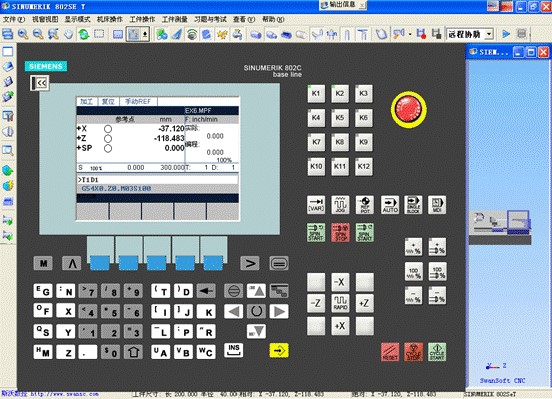 SINUMERIK 802SE T
输出信息
文件(F) 视窗视图 显示模式 机床操作 工件操作 工件测量 习题与考试 查看(V) 帮助(H)
远程协助
SIEMENS
SINUMERIK 802C
base line
SIEM...
加工 复位 手动REF
EX6.MPF
参考点 mm F: inch/min
+X -37.120 实际:
+Z -118.483 0.000
+SP 0.000 编程:
0.000
100%
S 100% 0.000 300.000 T: 1 D: 1
>T1D1
G54X0.Z0.M03S100
K1 K2 K3
K4 K5 K6
K7 K8 K9
K10 K11 K12
[VAR] JOG REF POT AUTO SINGLE BLOCK MDI
SPIN START SPIN STOP SPIN START
+ % + %
100 % 100 %
- % - %
-X
-Z RAPID +Z
+X
RESET CYCLE STOP CYCLE START
M Λ >
E G N > 7 / 8 * 9 ( T ) D
O F X < 4 [ I ] J K
S Q Y 1 2 = 3 L P R
H M Z . $ 0 U A V B W C INS
X Z
SwanSoft CNC
斯沃数控 http://www.swansc.com 工件尺寸: 长 200.000 半径 40.00 相对: X -37.120, Z-118.483 绝对: X -37.120, Z-118.483 SINUMERIK 802SeT